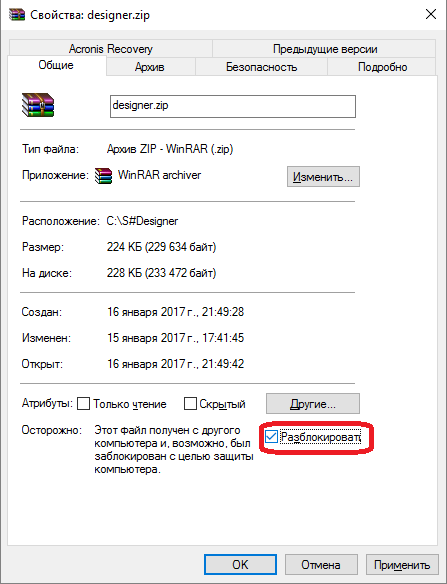 Свойства: designer.zip
Acronis Recovery Предыдущие версии
Общие Архив Безопасность Подробно
designer.zip
Тип файла: Архив ZIP - WinRAR (.zip)
Приложение: WinRAR archiver Изменить...
Расположение: C:\S#Designer
Размер: 224 КБ (229 634 байт)
На диске: 228 КБ (233 472 байт)
Создан: 16 января 2017 г., 21:49:28
Изменен: 15 января 2017 г., 17:41:45
Открыт: 16 января 2017 г., 21:49:42
Атрибуты: Только чтение Скрытый Другие...
Осторожно: Этот файл получен с другого Разблокировать
компьютера и, возможно, был
заблокирован с целью защиты
компьютера.
OK Отмена Применить